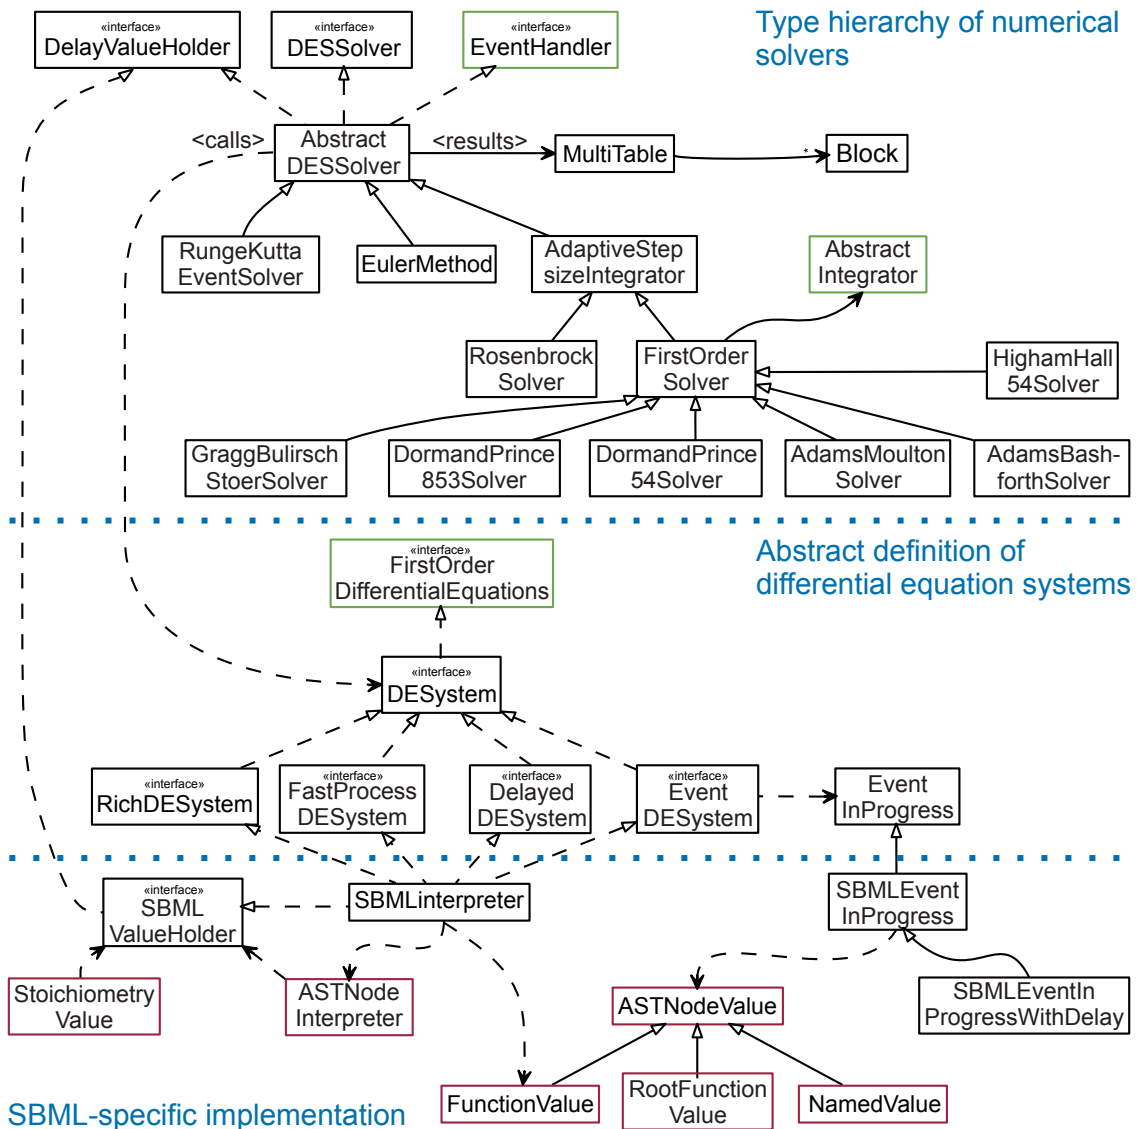 «interface»
DelayValueHolder
«interface»
DESSolver
«interface»
EventHandler
Type hierarchy of numerical
solvers
<calls>
Abstract
DESSolver
<results>
MultiTable
*
Block
RungeKutta
EventSolver
EulerMethod
AdaptiveStep
sizeIntegrator
Abstract
Integrator
Rosenbrock
Solver
FirstOrder
Solver
HighamHall
54Solver
GraggBulirsch
StoerSolver
DormandPrince
853Solver
DormandPrince
54Solver
AdamsMoulton
Solver
AdamsBash-
forthSolver
«interface»
FirstOrder
DifferentialEquations
Abstract definition of
differential equation systems
«interface»
DESystem
«interface»
RichDESystem
«interface»
FastProcess
DESystem
«interface»
Delayed
DESystem
«interface»
Event
DESystem
Event
InProgress
«interface»
SBML
ValueHolder
SBMLinterpreter
SBMLEvent
InProgress
Stoichiometry
Value
ASTNode
Interpreter
ASTNodeValue
SBMLEventIn
ProgressWithDelay
FunctionValue
RootFunction
Value
NamedValue
SBML-specific implementation